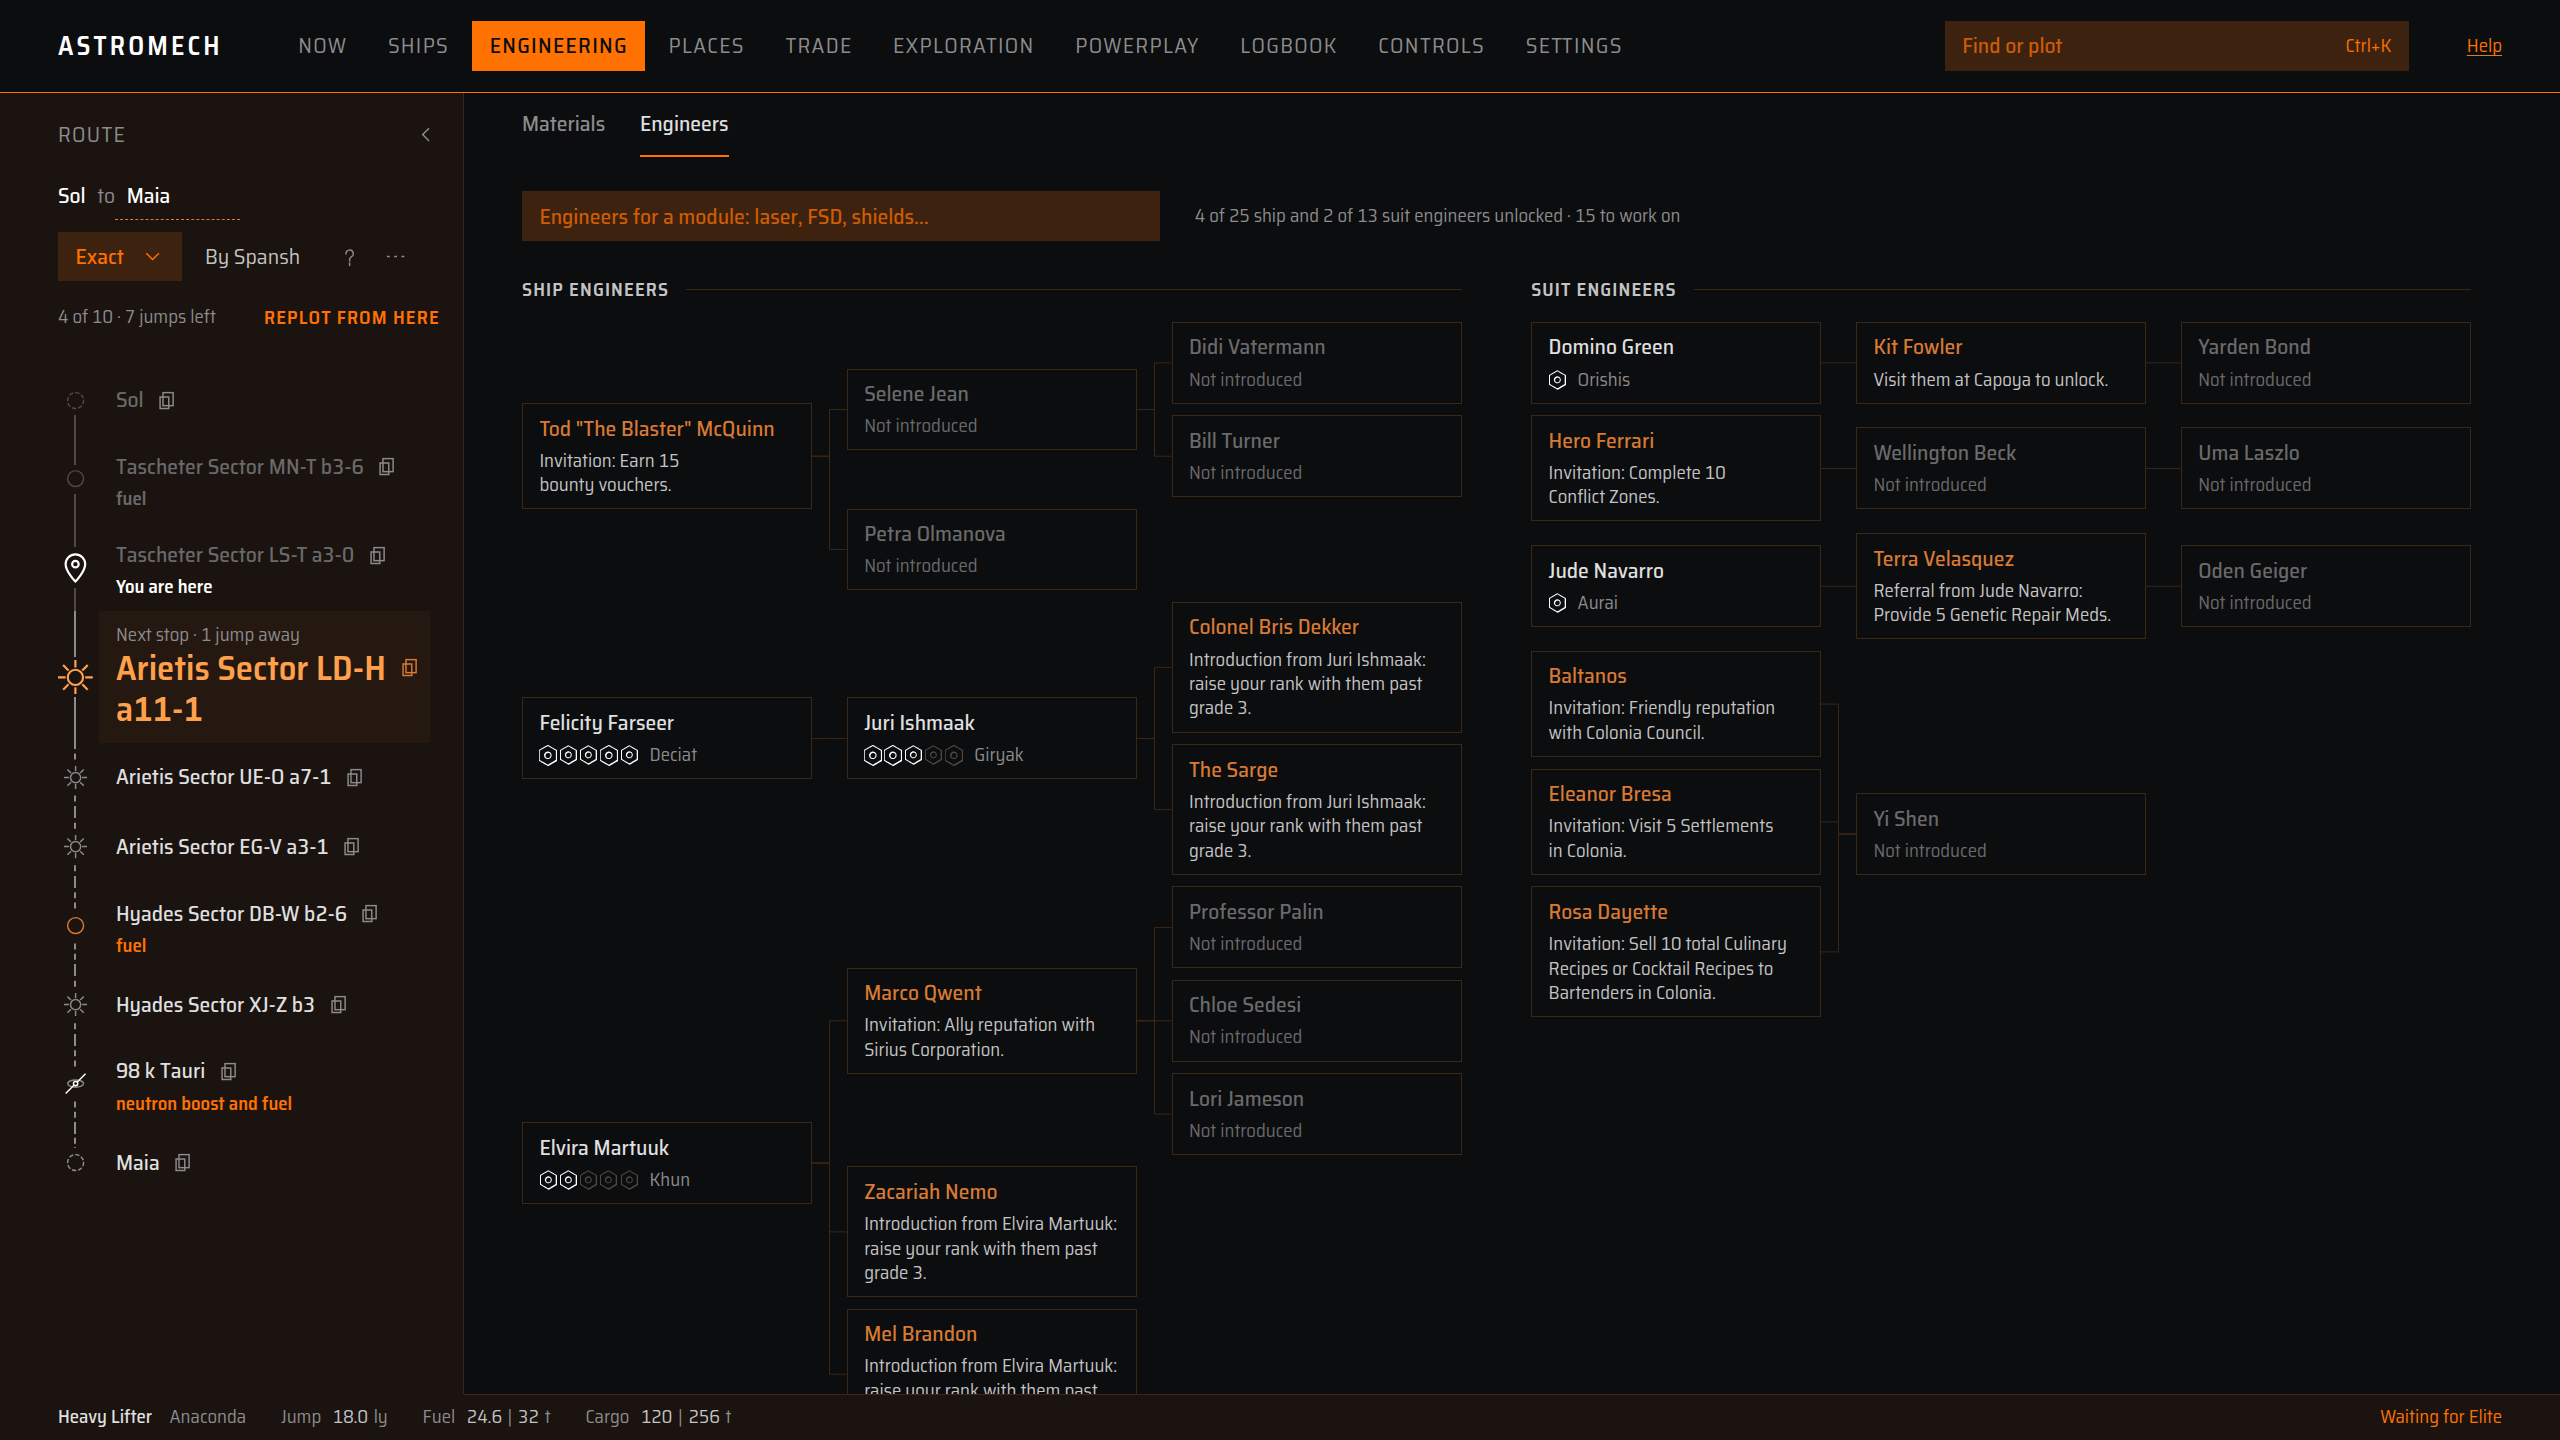 ASTROMECH
NOW
SHIPS
ENGINEERING
PLACES
TRADE
EXPLORATION
POWERPLAY
LOGBOOK
CONTROLS
SETTINGS
Find or plot
Ctrl+K
Help
ROUTE
Sol to Maia
Exact
By Spansh
?
4 of 10 · 7 jumps left
REPLOT FROM HERE
Sol
Tascheter Sector MN-T b3-6
fuel
Tascheter Sector LS-T a3-0
You are here
Next stop · 1 jump away
Arietis Sector LD-H
a11-1
Arietis Sector UE-O a7-1
Arietis Sector EG-V a3-1
Hyades Sector DB-W b2-6
fuel
Hyades Sector XJ-Z b3
98 k Tauri
neutron boost and fuel
Maia
Materials
Engineers
Engineers for a module: laser, FSD, shields...
4 of 25 ship and 2 of 13 suit engineers unlocked · 15 to work on
SHIP ENGINEERS
Tod "The Blaster" McQuinn
Invitation: Earn 15
bounty vouchers.
Selene Jean
Not introduced
Didi Vatermann
Not introduced
Bill Turner
Not introduced
Petra Olmanova
Not introduced
Felicity Farseer
Deciat
Juri Ishmaak
Giryak
Colonel Bris Dekker
Introduction from Juri Ishmaak:
raise your rank with them past
grade 3.
The Sarge
Introduction from Juri Ishmaak:
raise your rank with them past
grade 3.
Elvira Martuuk
Khun
Marco Qwent
Invitation: Ally reputation with
Sirius Corporation.
Professor Palin
Not introduced
Chloe Sedesi
Not introduced
Lori Jameson
Not introduced
Zacariah Nemo
Introduction from Elvira Martuuk:
raise your rank with them past
grade 3.
Mel Brandon
Introduction from Elvira Martuuk:
raise your rank with them past
SUIT ENGINEERS
Domino Green
Orishis
Kit Fowler
Visit them at Capoya to unlock.
Yarden Bond
Not introduced
Hero Ferrari
Invitation: Complete 10
Conflict Zones.
Wellington Beck
Not introduced
Uma Laszlo
Not introduced
Jude Navarro
Aurai
Terra Velasquez
Referral from Jude Navarro:
Provide 5 Genetic Repair Meds.
Oden Geiger
Not introduced
Baltanos
Invitation: Friendly reputation
with Colonia Council.
Eleanor Bresa
Invitation: Visit 5 Settlements
in Colonia.
Rosa Dayette
Invitation: Sell 10 total Culinary
Recipes or Cocktail Recipes to
Bartenders in Colonia.
Yi Shen
Not introduced
Heavy Lifter Anaconda Jump 18.0 ly Fuel 24.6 | 32 t Cargo 120 | 256 t
Waiting for Elite